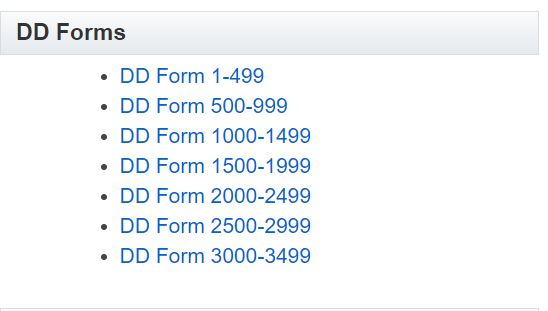 DD Forms
DD Form 1-499
DD Form 500-999
DD Form 1000-1499
DD Form 1500-1999
DD Form 2000-2499
DD Form 2500-2999
DD Form 3000-3499